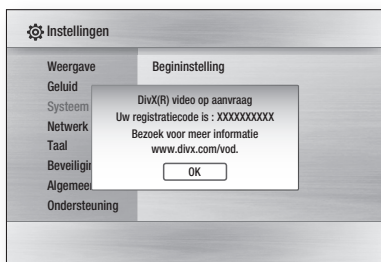 Instellingen
Weergave
Begininstelling
Geluid
Systeem
Netwerk
Taal
Algemee
Ondersteuning
DivX(R) video op aanvraag
Uw registratiecode is : XXXXXXXXXX
Bezoek voor meer informatie
www.divx.com/vod.
OK